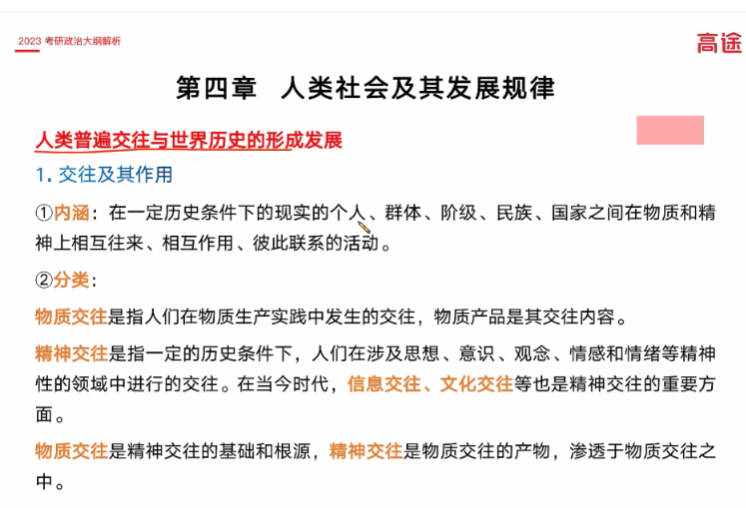 2023 考研政治大纲解析
高途
第四章 人类社会及其发展规律
人类普遍交往与世界历史的形成发展
1. 交往及其作用
①内涵：在一定历史条件下的现实的个人、群体、阶级、民族、国家之间在物质和精
神上相互往来、相互作用、彼此联系的活动。
②分类：
物质交往是指人们在物质生产实践中发生的交往，物质产品是其交往内容。
精神交往是指一定的历史条件下，人们在涉及思想、意识、观念、情感和情绪等精神
性的领域中进行的交往。在当今时代，信息交往、文化交往等也是精神交往的重要方
面。
物质交往是精神交往的基础和根源，精神交往是物质交往的产物，渗透于物质交往之
中。